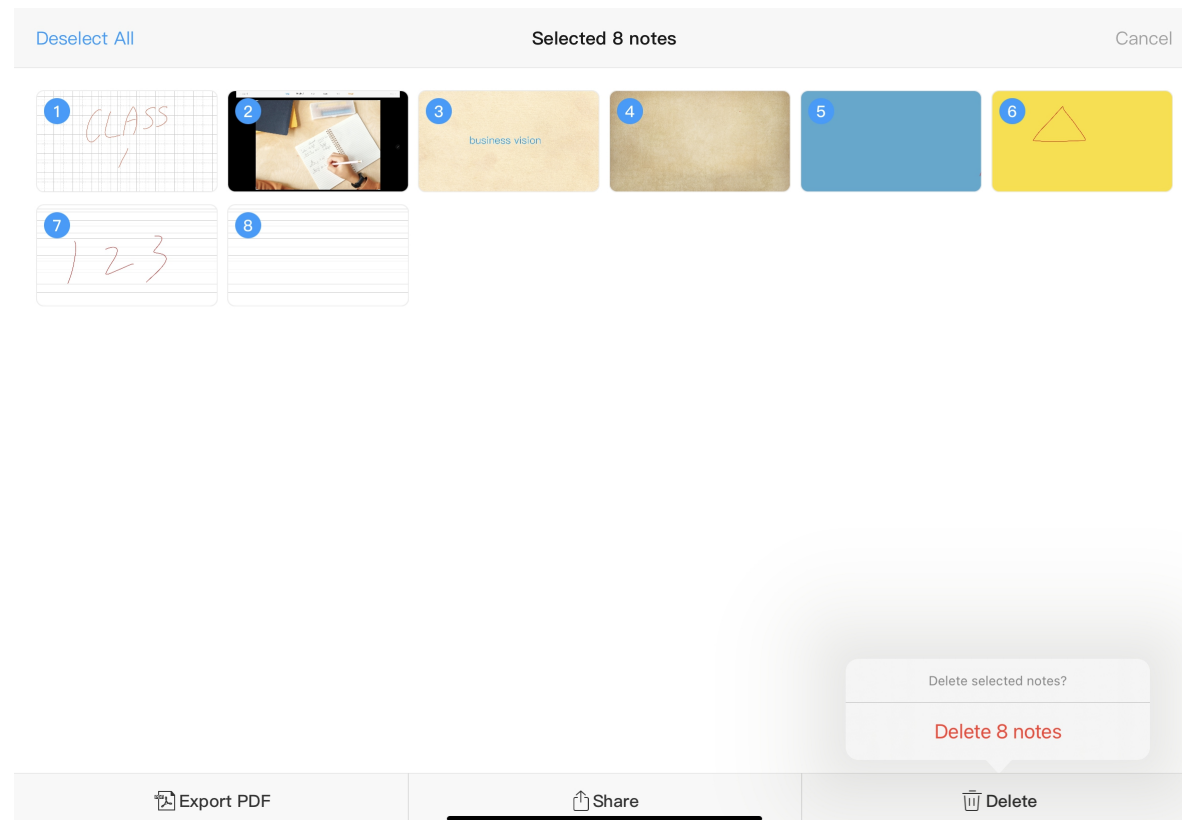 Deselect All
Selected 8 notes
Cancel
1
CLASS
/
2
3
business vision
4
5
6
7
1 2 3
8
Delete selected notes?
Delete 8 notes
Export PDF
Share
Delete